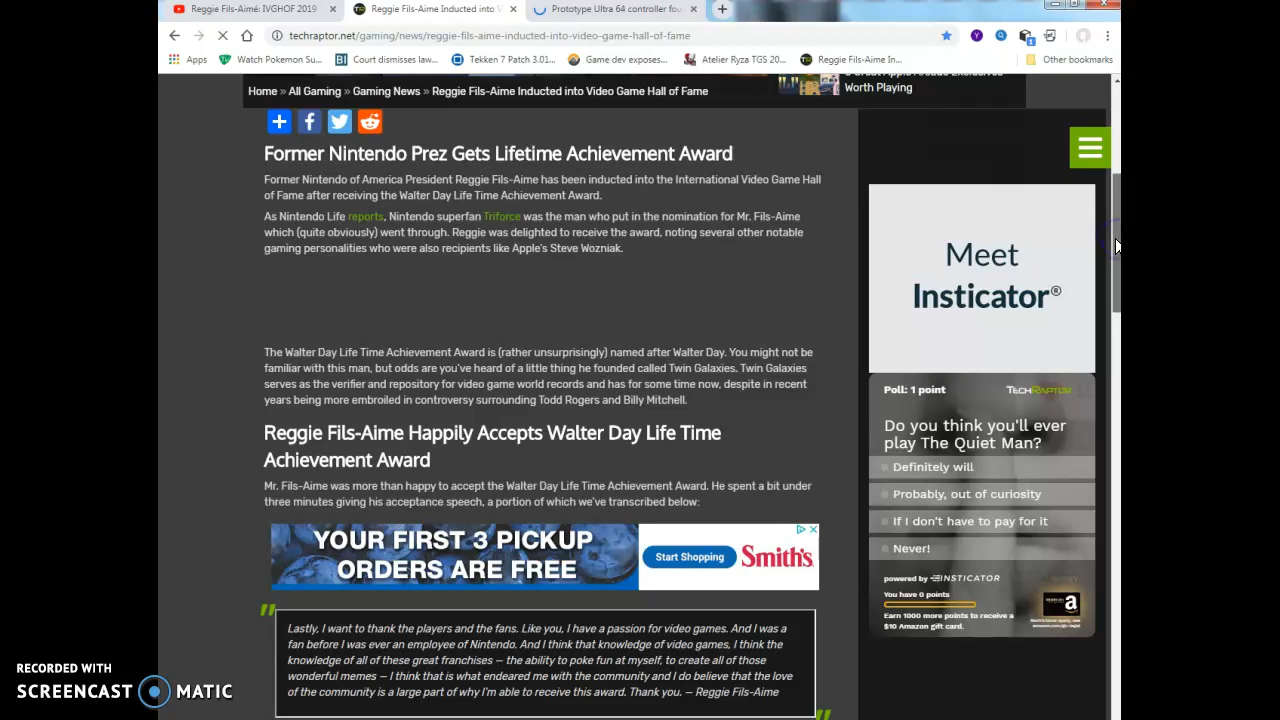 Reggie Fils-Aimé: IVGHOF 2019
Reggie Fils-Aime Inducted into V
Prototype Ultra 64 controller fou
techraptor.net/gaming/news/reggie-fils-aime-inducted-into-video-game-hall-of-fame
Apps
Watch Pokemon Su...
Court dismisses law...
Tekken 7 Patch 3.01...
Game dev exposes...
Atelier Ryza TGS 20...
Reggie Fils-Aime In...
Other bookmarks
Home » All Gaming » Gaming News » Reggie Fils-Aime Inducted into Video Game Hall of Fame
Worth Playing
Former Nintendo Prez Gets Lifetime Achievement Award
Former Nintendo of America President Reggie Fils-Aime has been inducted into the International Video Game Hall
of Fame after receiving the Walter Day Life Time Achievement Award.
As Nintendo Life reports, Nintendo superfan Triforce was the man who put in the nomination for Mr. Fils-Aime
which (quite obviously) went through. Reggie was delighted to receive the award, noting several other notable
gaming personalities who were also recipients like Apple's Steve Wozniak.
The Walter Day Life Time Achievement Award is (rather unsurprisingly) named after Walter Day. You might not be
familiar with this man, but odds are you've heard of a little thing he founded called Twin Galaxies. Twin Galaxies
serves as the verifier and repository for video game world records and has for some time now, despite in recent
years being more embroiled in controversy surrounding Todd Rogers and Billy Mitchell.
Reggie Fils-Aime Happily Accepts Walter Day Life Time
Achievement Award
Mr. Fils-Aime was more than happy to accept the Walter Day Life Time Achievement Award. He spent a bit under
three minutes giving his acceptance speech, a portion of which we've transcribed below:
YOUR FIRST 3 PICKUP
ORDERS ARE FREE
Start Shopping
Smith's
Lastly, I want to thank the players and the fans. Like you, I have a passion for video games. And I was a
fan before I was ever an employee of Nintendo. And I think that knowledge of video games, I think the
knowledge of all of these great franchises — the ability to poke fun at myself, to create all of those
wonderful memes — I think that is what endeared me with the community and I do believe that the love
of the community is a large part of why I'm able to receive this award. Thank you. — Reggie Fils-Aime
Meet
Insticator®
Poll: 1 point
TECHRAPTOR
Do you think you'll ever
play The Quiet Man?
Definitely will
Probably, out of curiosity
If I don't have to pay for it
Never!
powered by INSTICATOR
You have 0 points
Earn 1000 more points to receive a
$10 Amazon gift card.
RECORDED WITH
SCREENCAST MATIC